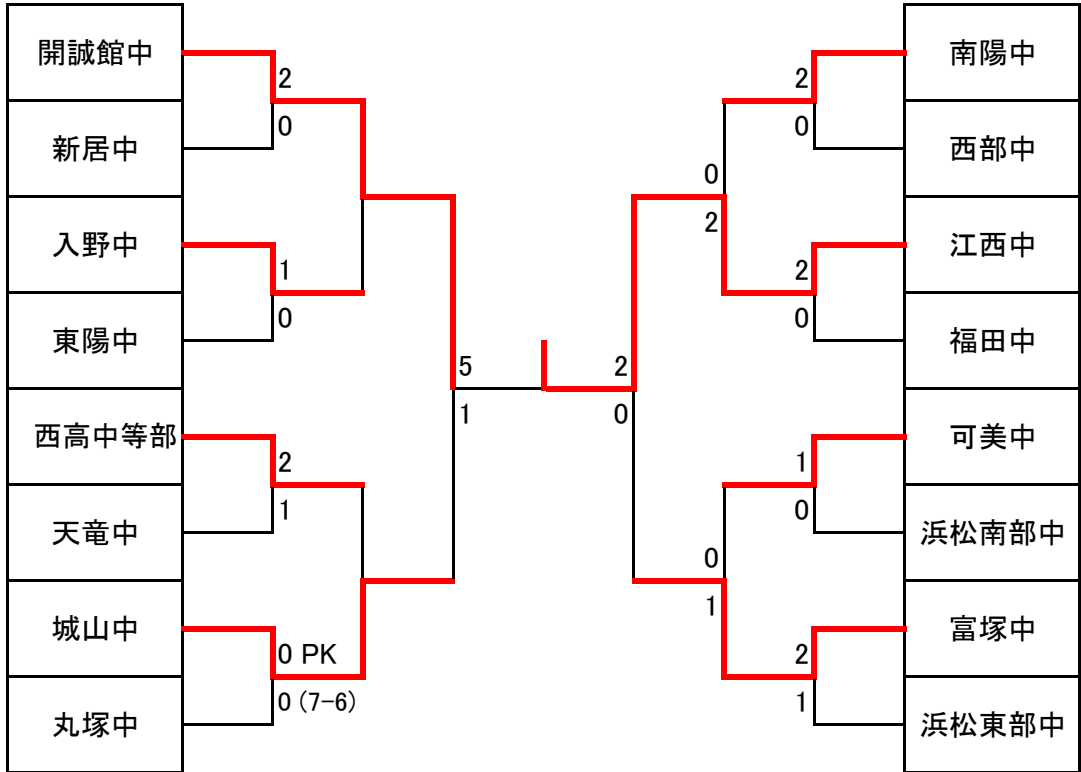 開誠館中
新居中
入野中
東陽中
西高中等部
天竜中
城山中
丸塚中
2
0
1
0
2
1
0 PK
0 (7-6)
5
1
2
0
0
2
0
1
2
0
2
0
1
0
2
1
南陽中
西部中
江西中
福田中
可美中
浜松南部中
富塚中
浜松東部中